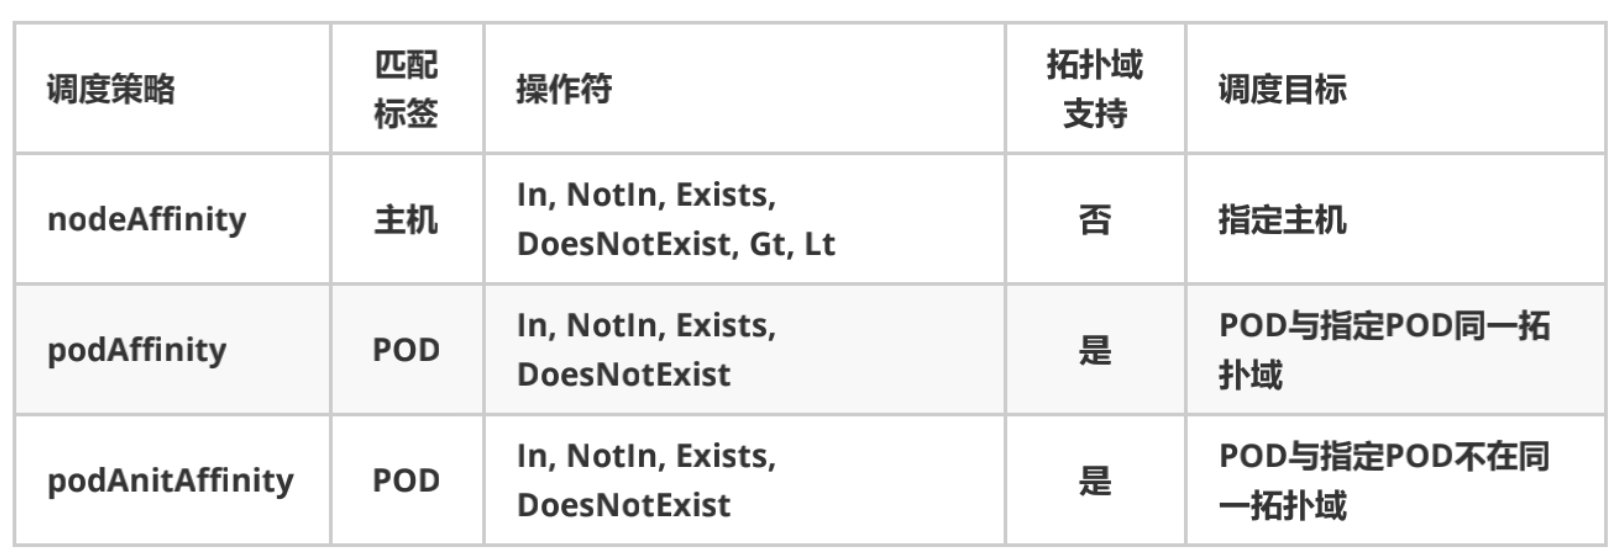 调度策略
匹配
标签
操作符
拓扑域
支持
调度目标
nodeAffinity
主机
In, NotIn, Exists,
DoesNotExist, Gt, Lt
否
指定主机
podAffinity
POD
In, NotIn, Exists,
DoesNotExist
是
POD与指定POD同一拓
扑域
podAnitAffinity
POD
In, NotIn, Exists,
DoesNotExist
是
POD与指定POD不在同
一拓扑域